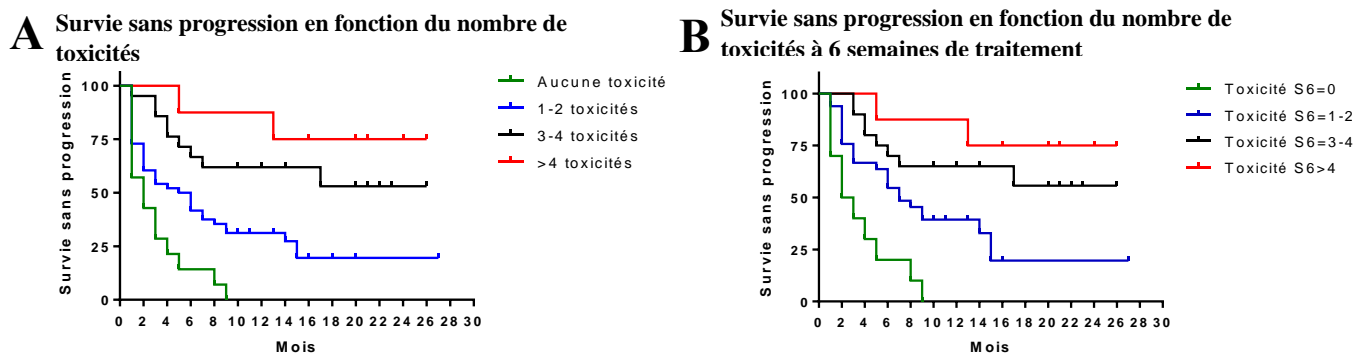 A
Survie sans progression en fonction du nombre de
toxicités
Survie sans progression
100
75
50
25
0
0 2 4 6 8 10 12 14 16 18 20 22 24 26 28 30
Mois
Aucune toxicité
1-2 toxicités
3-4 toxicités
>4 toxicités
B
Survie sans progression en fonction du nombre de
toxicités à 6 semaines de traitement
Survie sans progression
100
75
50
25
0
0 2 4 6 8 10 12 14 16 18 20 22 24 26 28 30
Mois
Toxicité S6=0
Toxicité S6=1-2
Toxicité S6=3-4
Toxicité S6>4